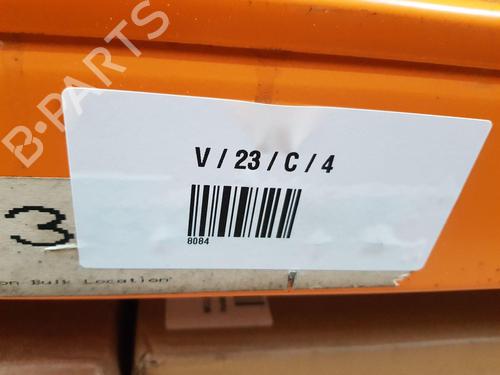 B-PARTS
V / 23 / C / 4
8084
3
on Bulk Location